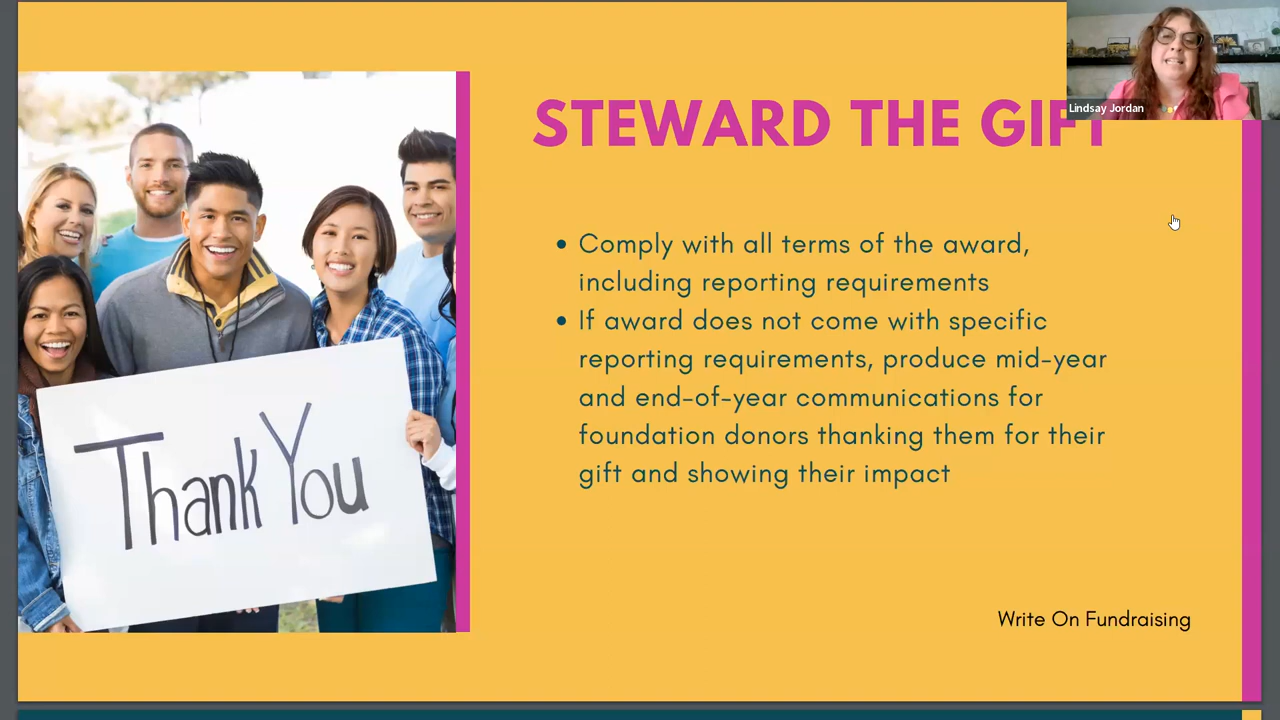 STEWARD THE GIFT
Lindsay Jordan
Comply with all terms of the award,
including reporting requirements
If award does not come with specific
reporting requirements, produce mid-year
and end-of-year communications for
foundation donors thanking them for their
gift and showing their impact
Thank You
Write On Fundraising